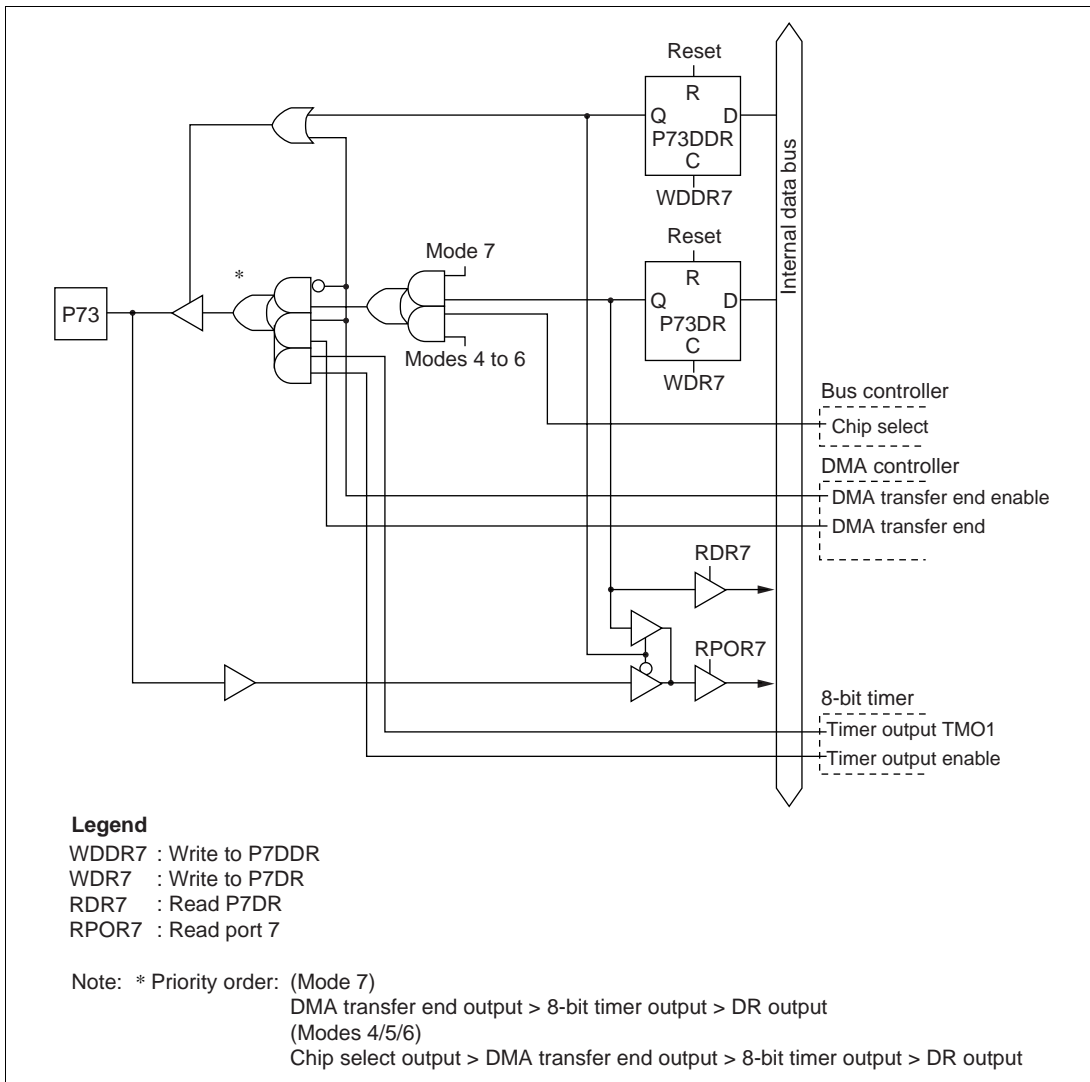 Reset
R
Q D
P73DDR
C
WDDR7
Internal data bus
Reset
R
Q D
P73DR
C
WDR7
Mode 7
*
P73
Modes 4 to 6
Bus controller
Chip select
DMA controller
DMA transfer end enable
DMA transfer end
RDR7
RPOR7
8-bit timer
Timer output TMO1
Timer output enable
Legend
WDDR7 : Write to P7DDR
WDR7 : Write to P7DR
RDR7 : Read P7DR
RPOR7 : Read port 7
Note: * Priority order: (Mode 7)
DMA transfer end output > 8-bit timer output > DR output
(Modes 4/5/6)
Chip select output > DMA transfer end output > 8-bit timer output > DR output